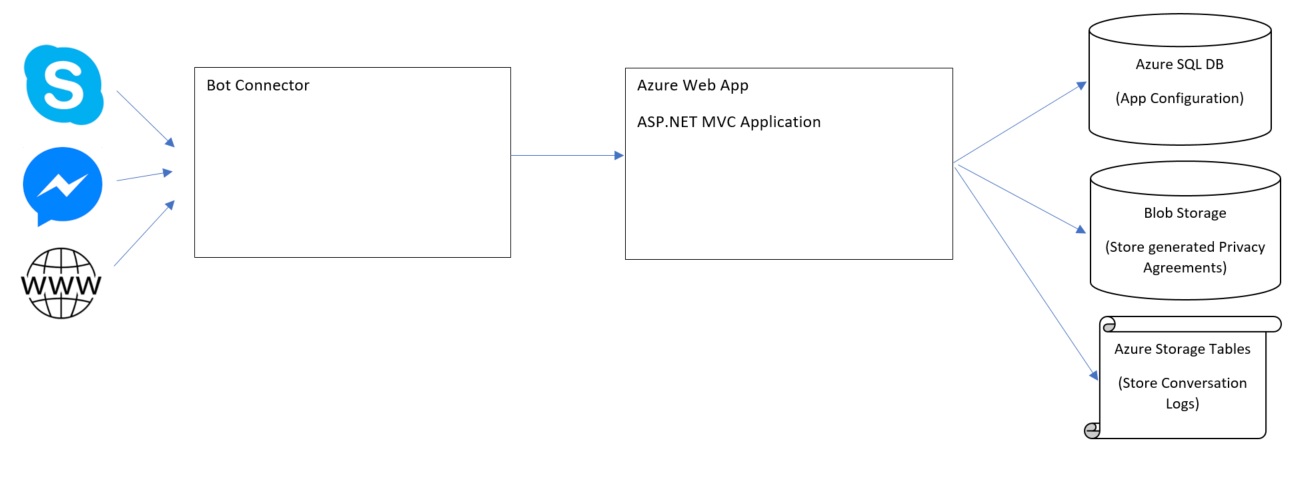 S
WWW
Bot Connector
Azure Web App
ASP.NET MVC Application
Azure SQL DB
(App Configuration)
Blob Storage
(Store generated Privacy
Agreements)
Azure Storage Tables
(Store Conversation
Logs)